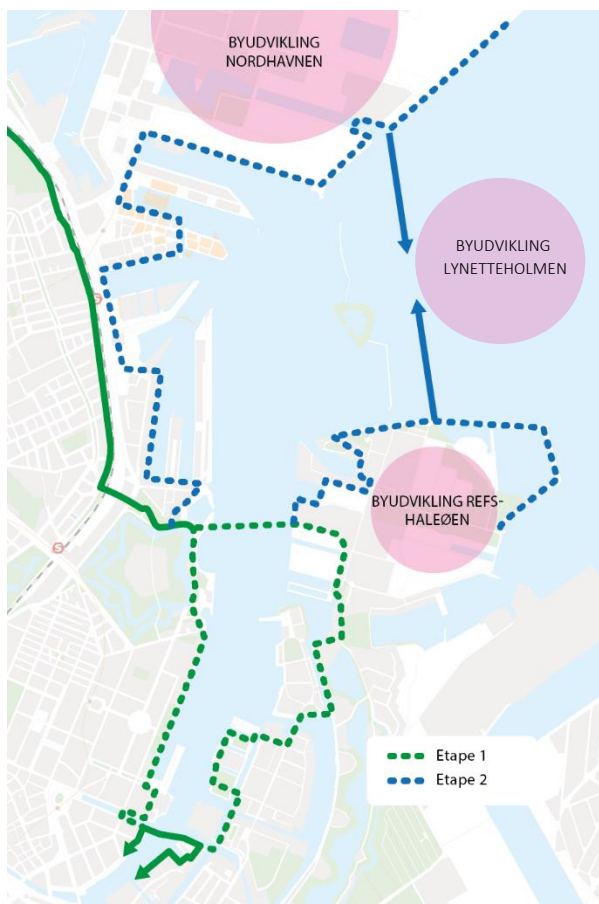 BYUDVIKLING
NORDHAVNEN
BYUDVIKLING
LYNETTEHOLMEN
BYUDVIKLING REFS-
HALEØEN
S
S
Etape 1
Etape 2